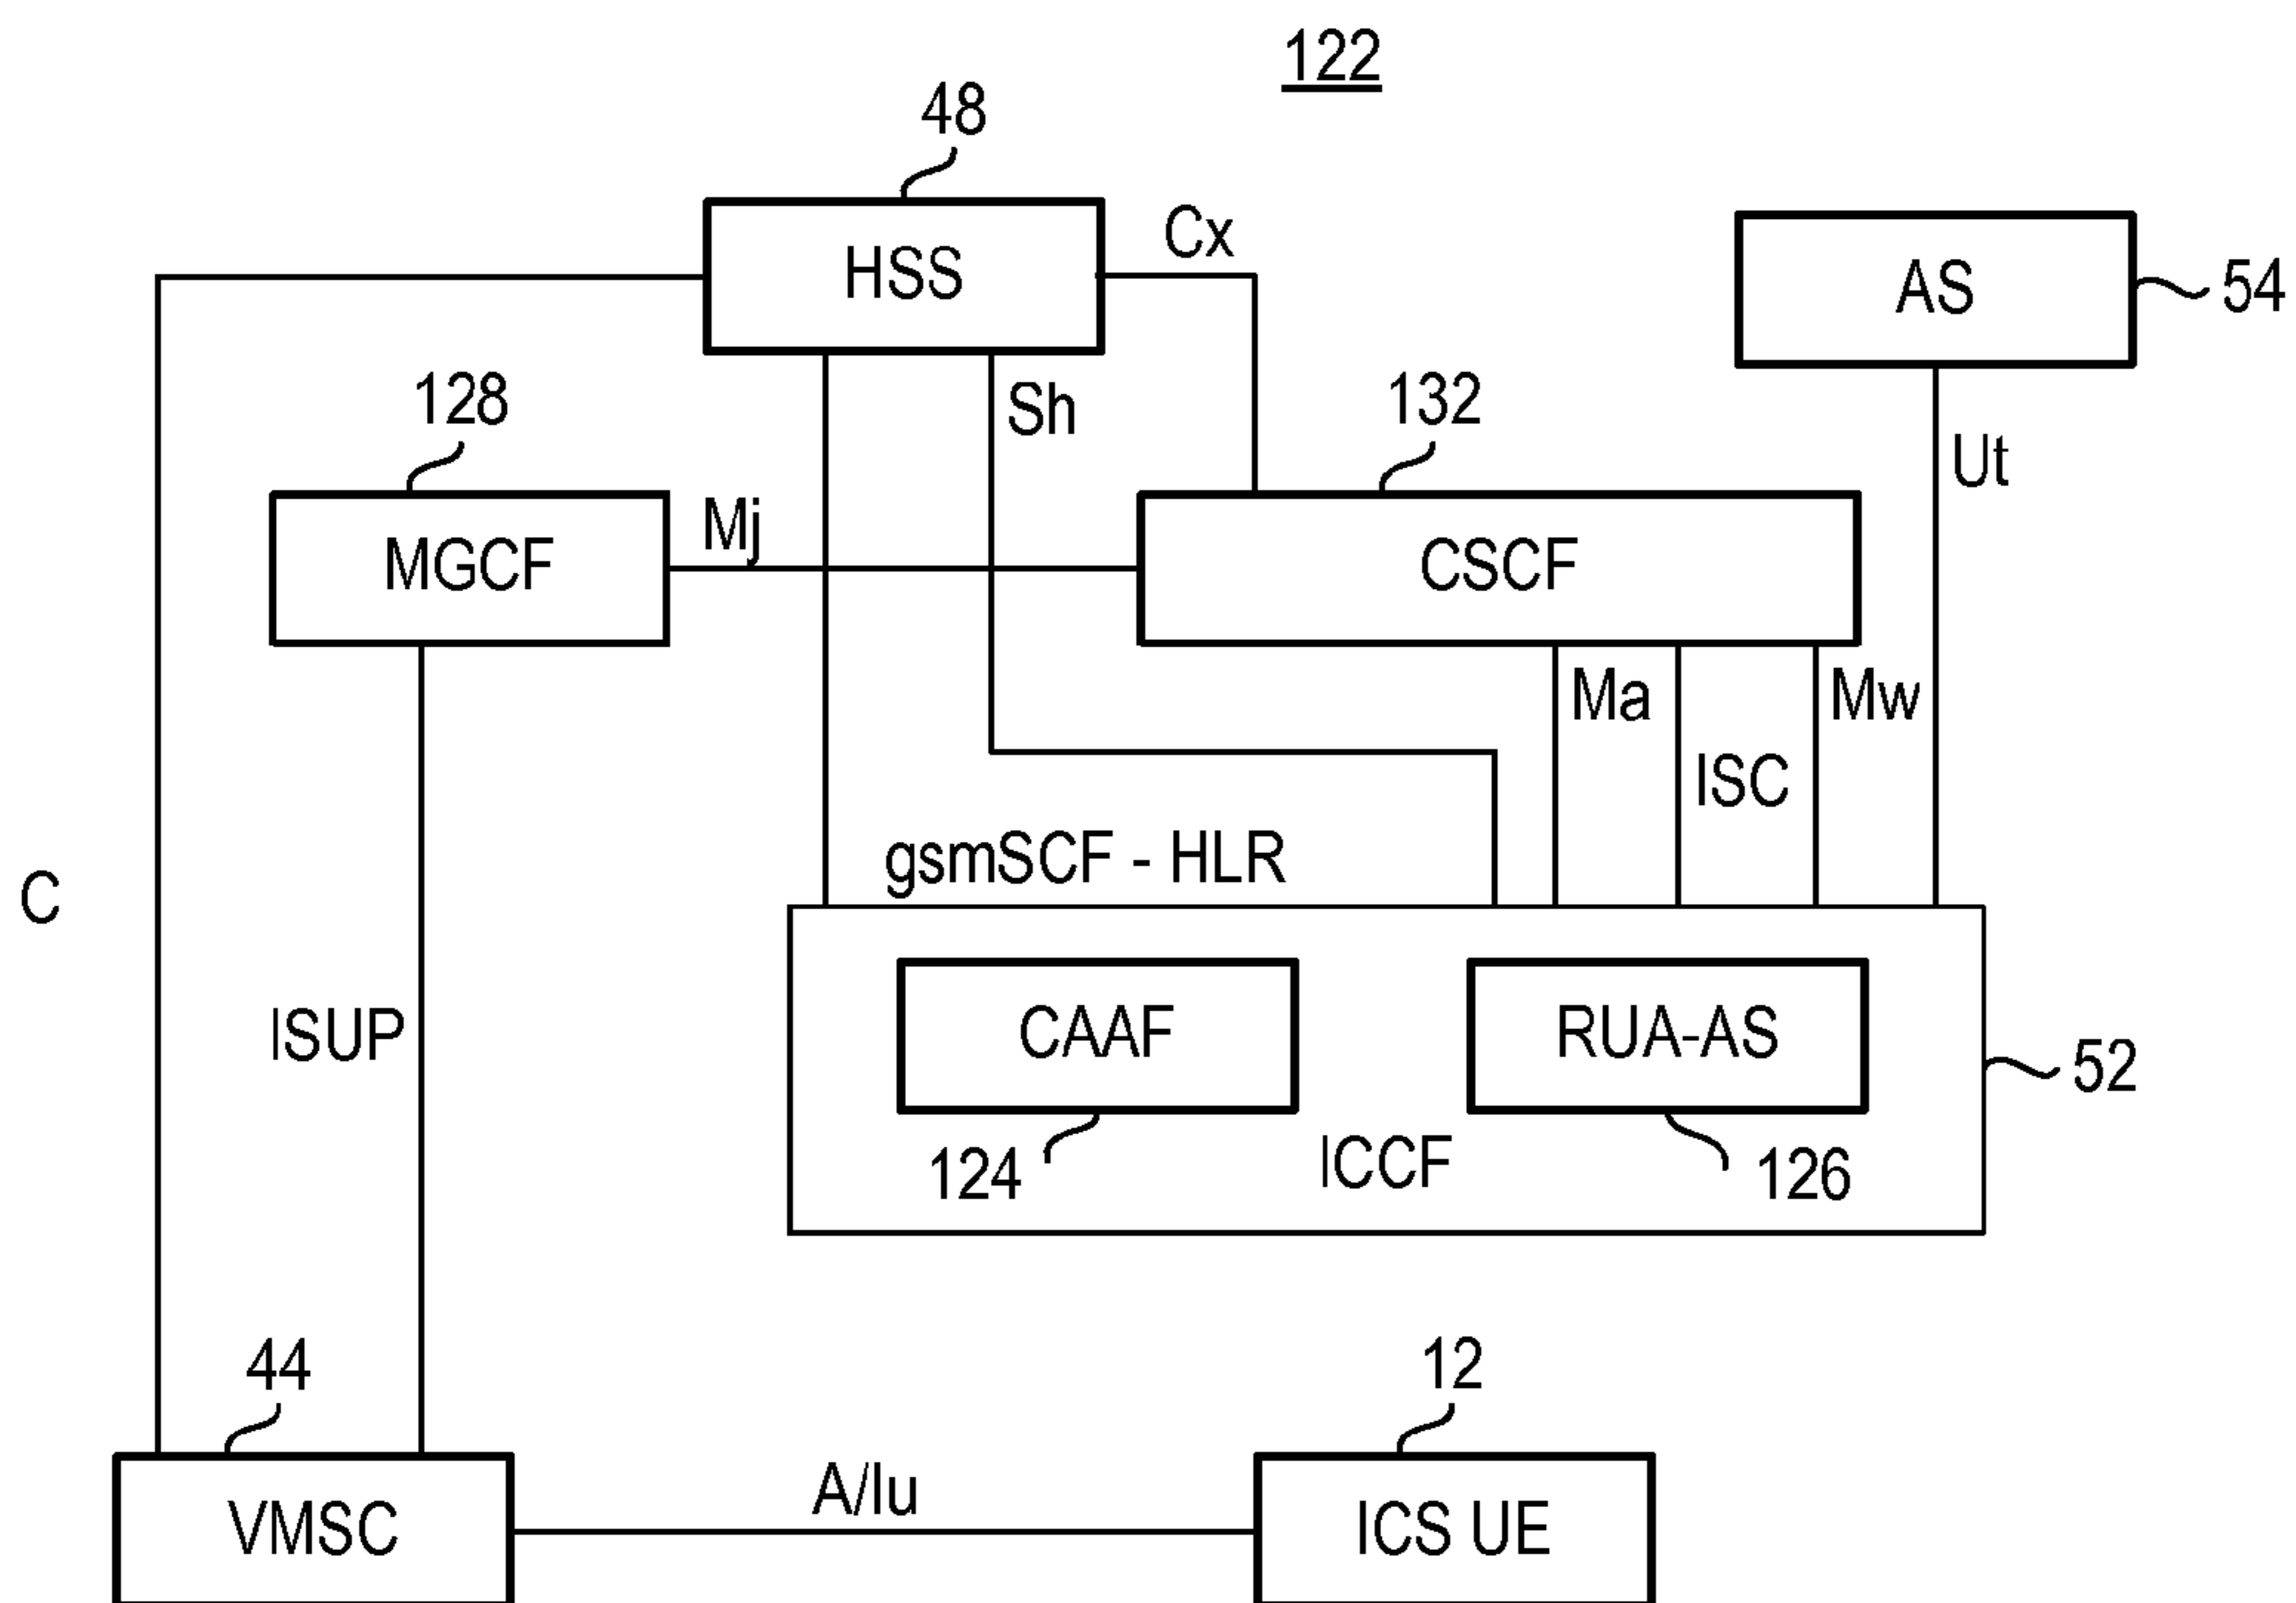 122
48
HSS
Cx
AS
54
128
Sh
132
Ut
MGCF
Mj
CSCF
Ma
Mw
ISC
gsmSCF - HLR
C
ISUP
CAAF
RUA-AS
52
124
ICCF
126
44
12
VMSC
A/Iu
ICS UE